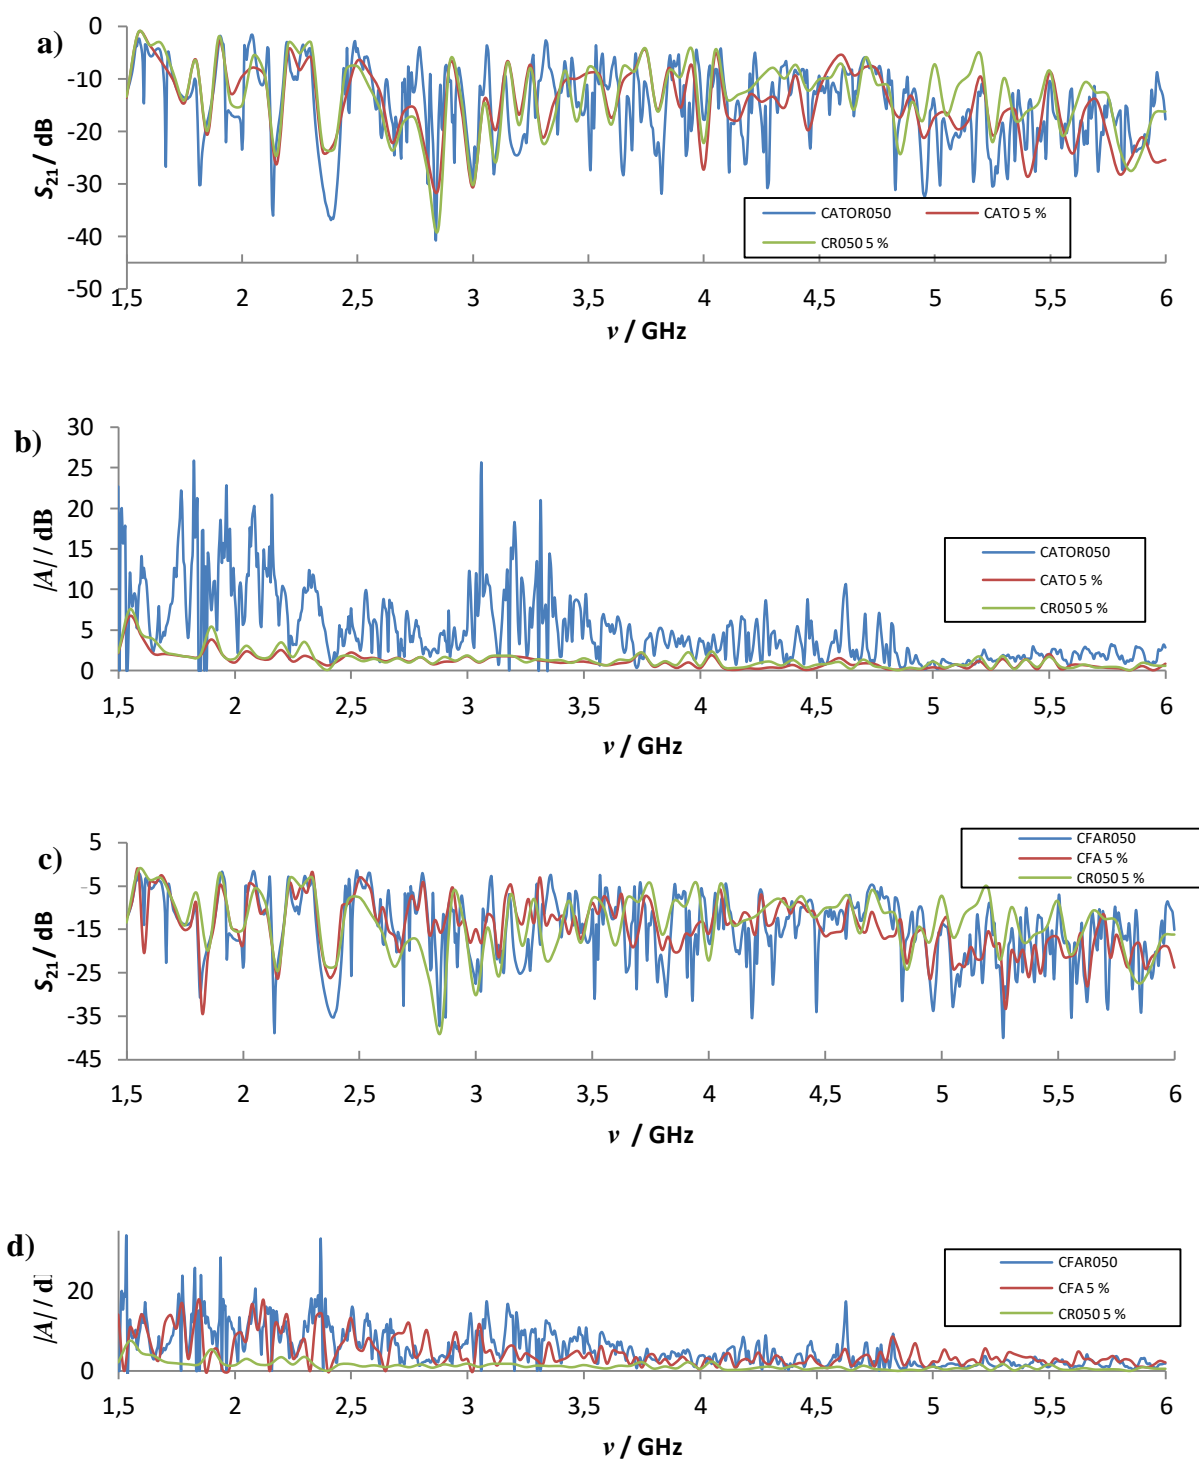 a)
0
-10
-20
-30
-40
-50
S21 / dB
CATOR050
CATO 5 %
CR050 5 %
1,5 2 2,5 3 3,5 4 4,5 5 5,5 6
ν / GHz
b)
30
25
20
15
10
5
0
|A| / dB
CATOR050
CATO 5 %
CR050 5 %
1,5 2 2,5 3 3,5 4 4,5 5 5,5 6
ν / GHz
c)
5
-5
-15
-25
-35
-45
S21 / dB
CFAR050
CFA 5 %
CR050 5 %
1,5 2 2,5 3 3,5 4 4,5 5 5,5 6
ν / GHz
d)
20
0
|A| / d
CFAR050
CFA 5 %
CR050 5 %
1,5 2 2,5 3 3,5 4 4,5 5 5,5 6
ν / GHz